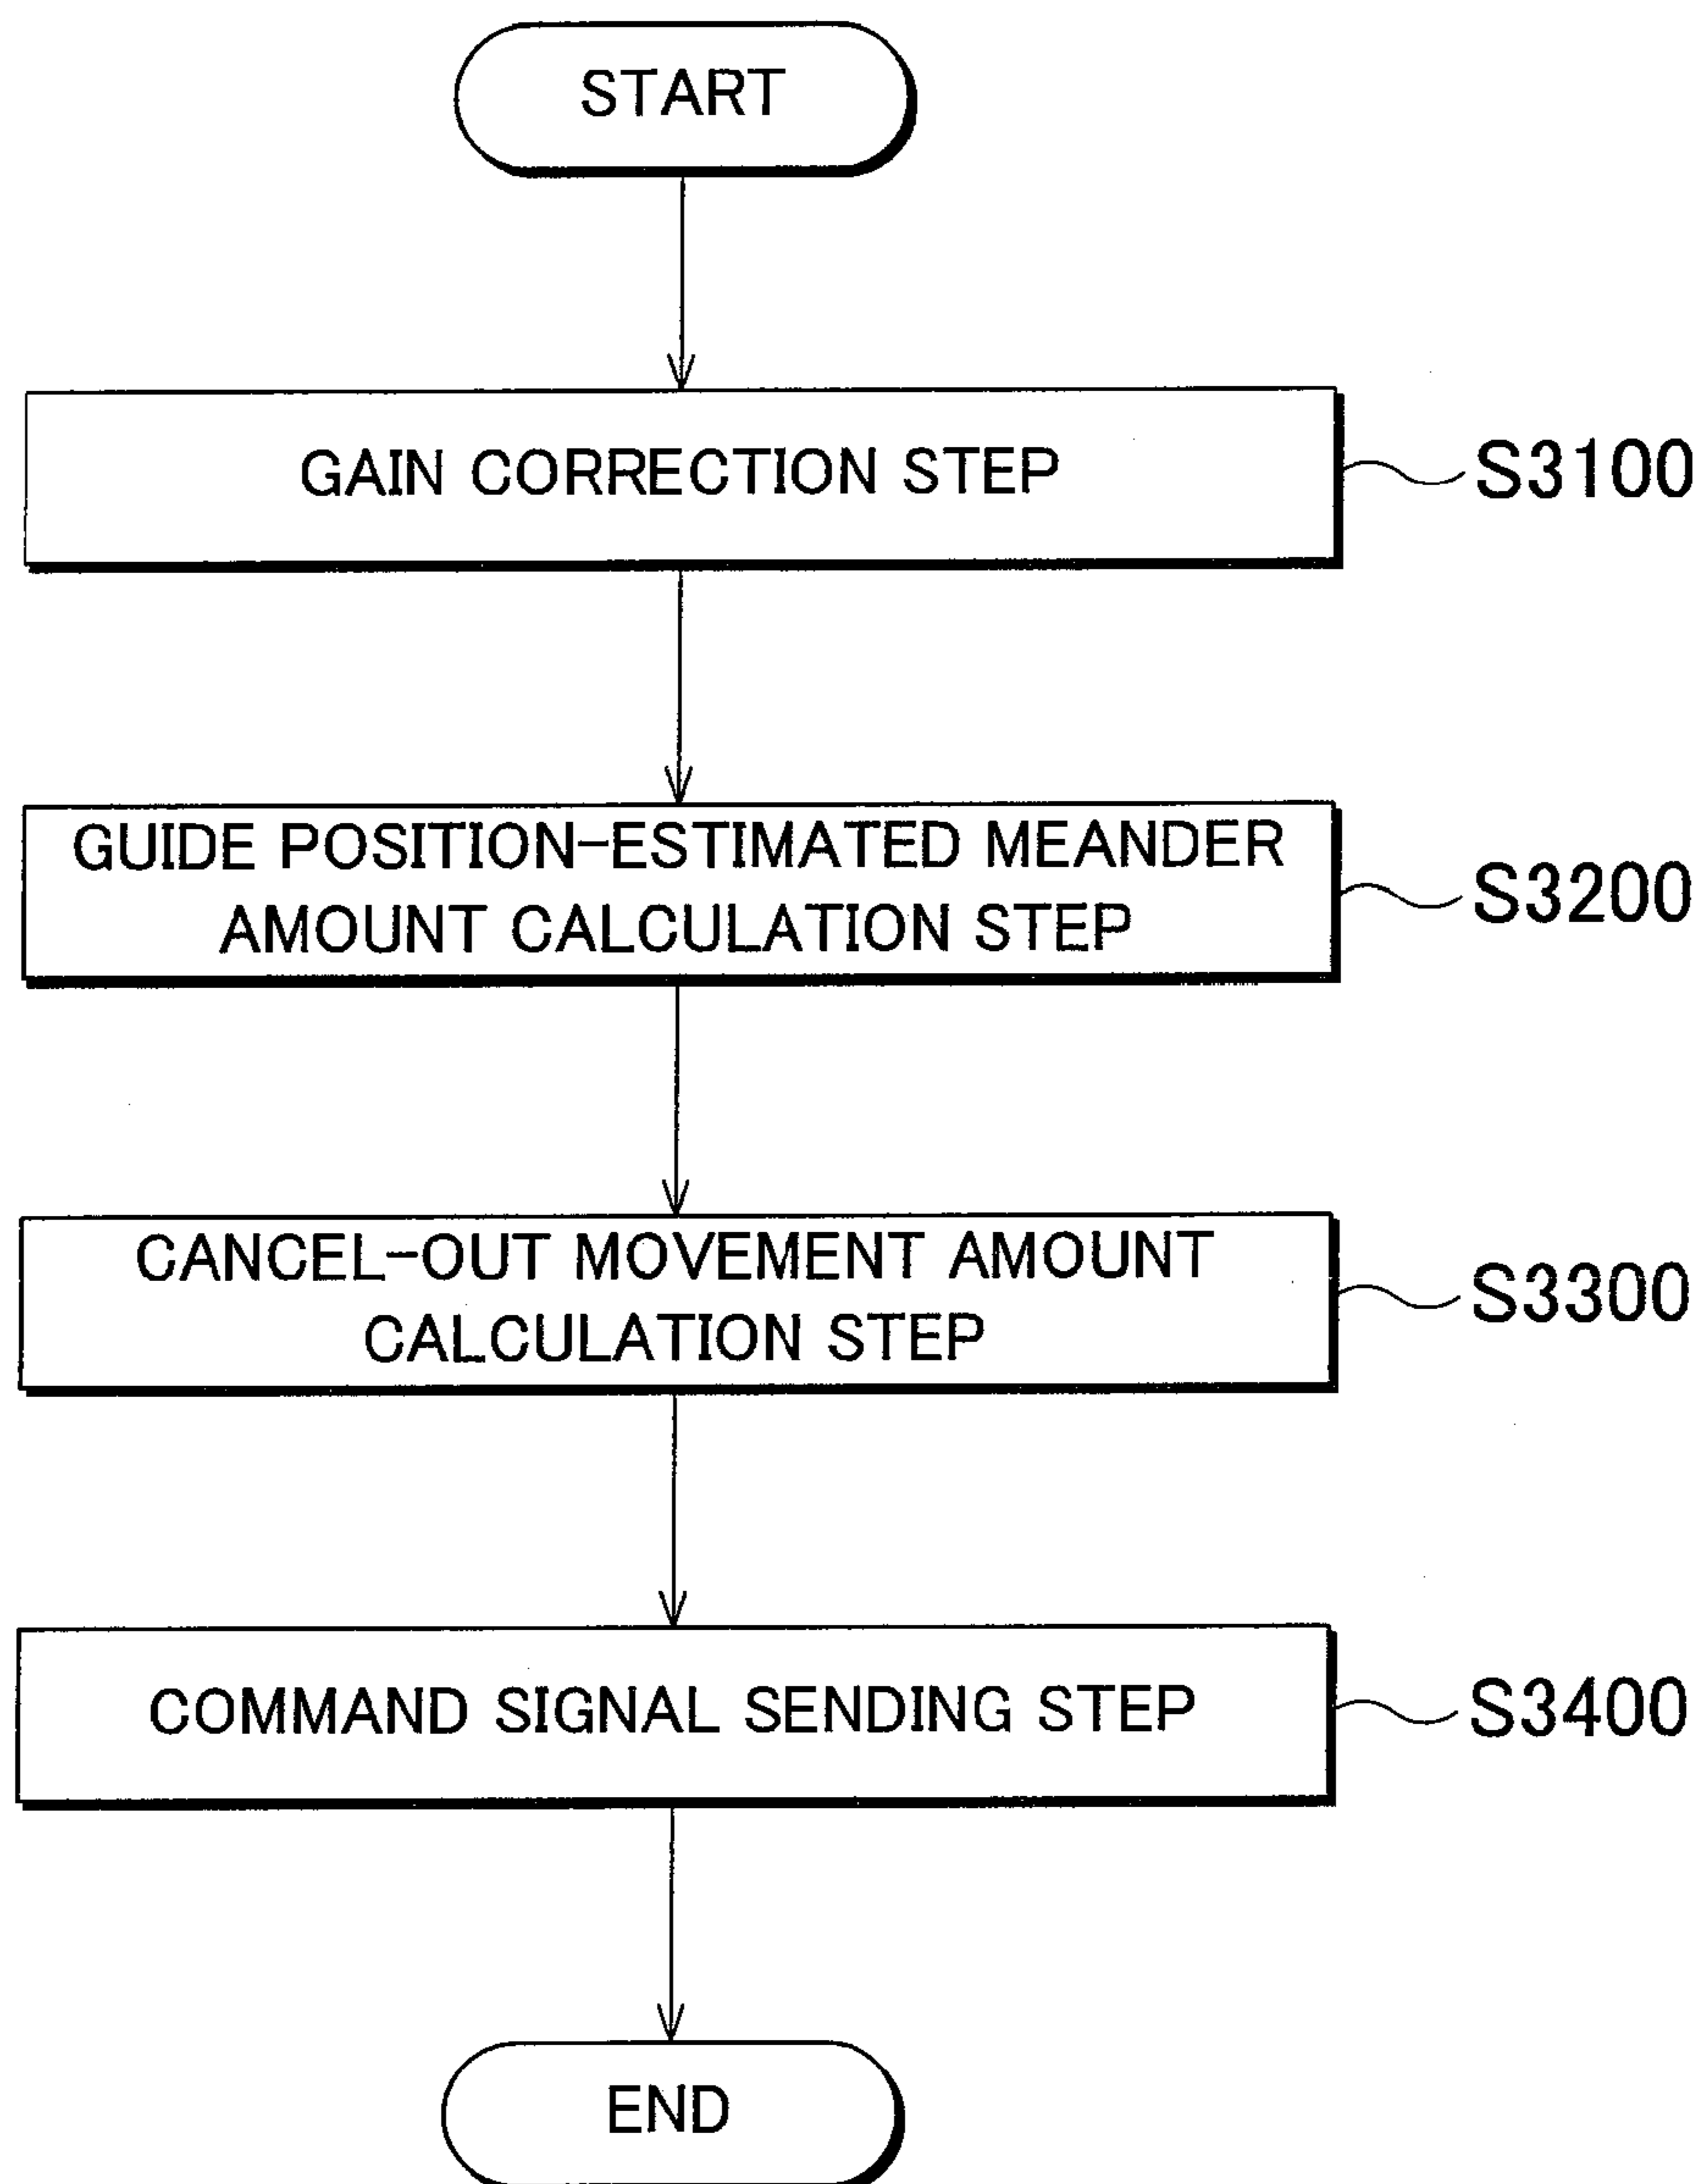 START
GAIN CORRECTION STEP
S3100
GUIDE POSITION-ESTIMATED MEANDER
AMOUNT CALCULATION STEP
S3200
CANCEL-OUT MOVEMENT AMOUNT
CALCULATION STEP
S3300
COMMAND SIGNAL SENDING STEP
S3400
END